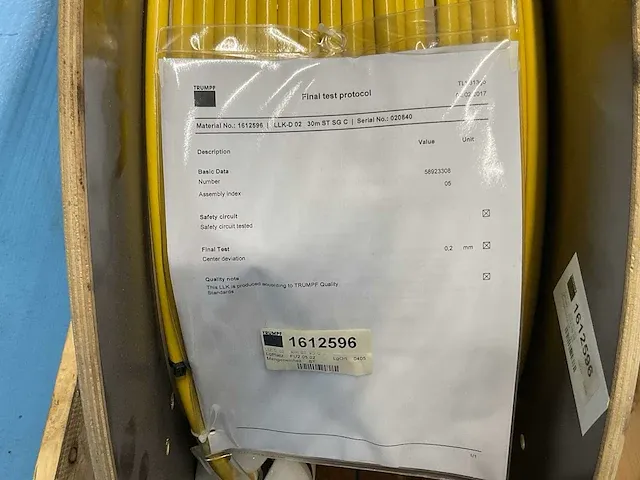 TRUMPF
Final test protocol
2017
Material No.: 1612596 | LLK-D 02 30m ST SG C | Serial No.: 020640
Description Value Unit
Basic Data
Number 58923508
Assembly index 05
Safety circuit
Safety circuit tested
Final Test
Center deviation 0,2 mm
Quality note
This LLK is produced according to TRUMPF Quality
Standards
TRUMPF
1612596
1/1
1612596